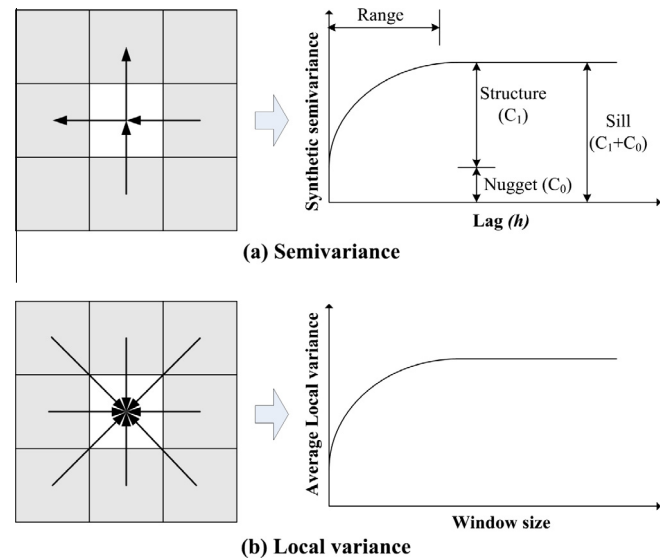 Range
Synthetic semivariance
Structure
(C₁)
Sill
(C₁+C₀)
Nugget (C₀)
Lag (h)
(a) Semivariance
Average Local variance
Window size
(b) Local variance